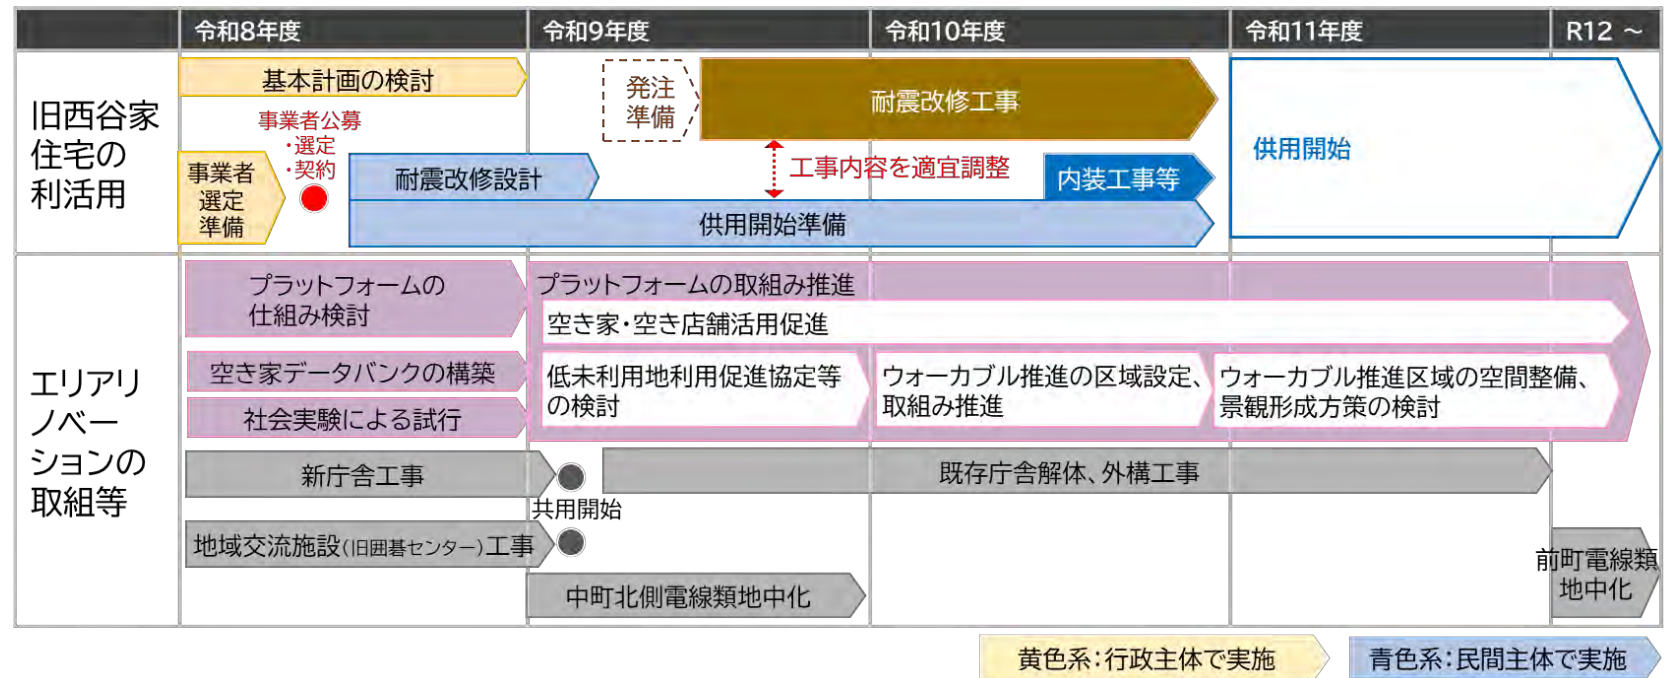 令和8年度
令和9年度
令和10年度
令和11年度
R12 ～
旧西谷家
住宅の
利活用
基本計画の検討
事業者公募
・選定
・契約
事業者
選定
準備
耐震改修設計
発注
準備
耐震改修工事
工事内容を適宜調整
内装工事等
供用開始準備
供用開始
エリアリ
ノベー
ションの
取組等
プラットフォームの
仕組み検討
プラットフォームの取組み推進
空き家・空き店舗活用促進
空き家データバンクの構築
社会実験による試行
低未利用地利用促進協定等
の検討
ウォーカブル推進の区域設定、
取組み推進
ウォーカブル推進区域の空間整備、
景観形成方策の検討
新庁舎工事
共用開始
既存庁舎解体、外構工事
地域交流施設(旧囲碁センター)工事
中町北側電線類地中化
前町電線類
地中化
黄色系：行政主体で実施
青色系：民間主体で実施